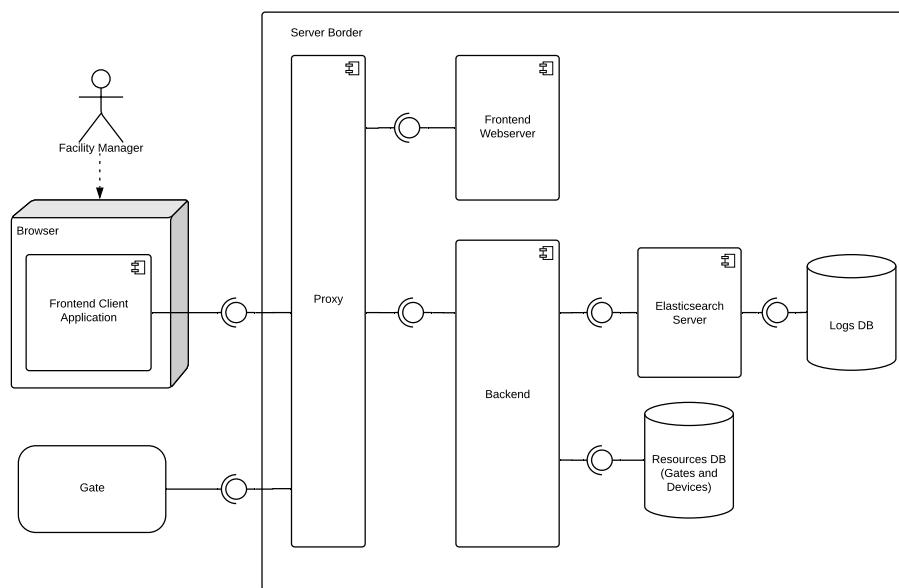 Server Border
Facility Manager
Browser
Frontend Client
Application
Gate
Proxy
Frontend
Webserver
Backend
Elasticsearch
Server
Logs DB
Resources DB
(Gates and
Devices)